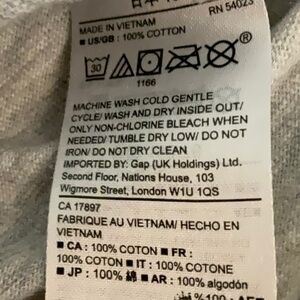 RN 54023
MADE IN VIETNAM
■ US/GB : 100% COTTON
30
®
1166
MACHINE WASH COLD GENTLE
CYCLE/ WASH AND DRY INSIDE OUT/
ONLY NON-CHLORINE BLEACH WHEN
NEEDED/ TUMBLE DRY LOW/ DO NOT
IRON/ DO NOT DRY CLEAN
IMPORTED BY: Gap (UK Holdings) Ltd.
Second Floor, Nations House, 103
Wigmore Street, London W1U 1QS
CA 17897
FABRIQUE AU VIETNAM/ HECHO EN
VIETNAM
■ CA : 100% COTON ■ FR :
100% COTON ■ IT : 100% COTONE
■ JP : 100% 綿 ■ AR : 100% algodón